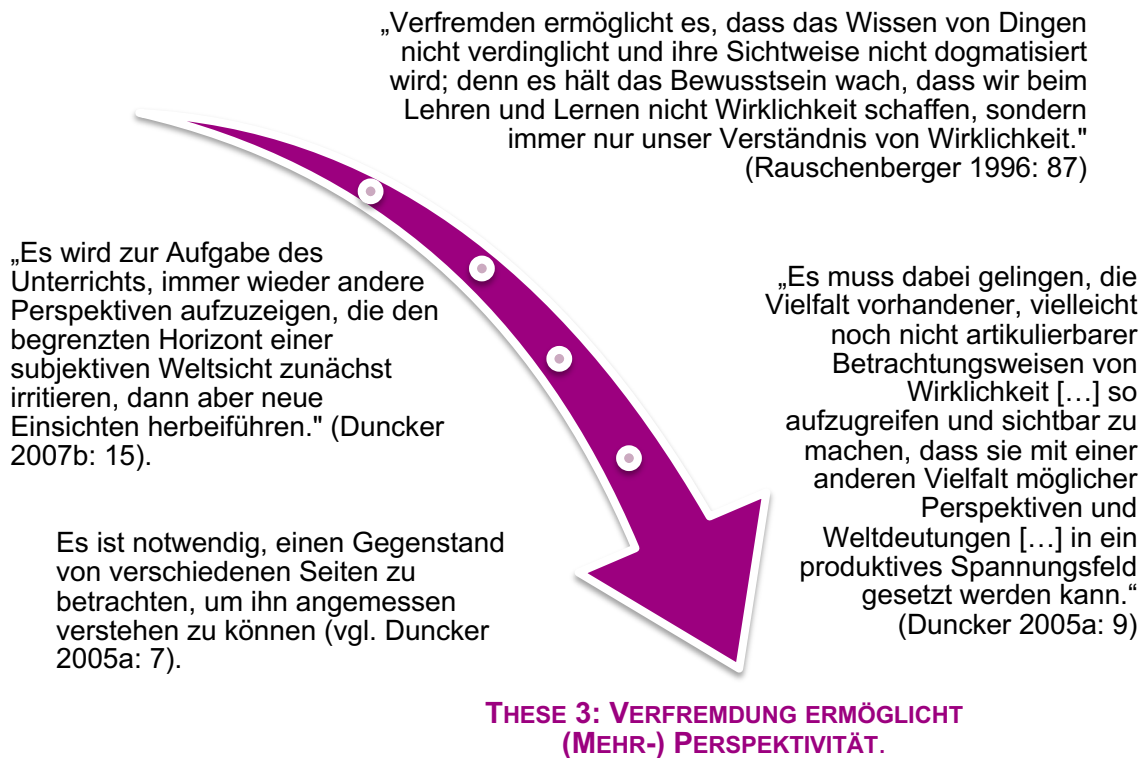 „Verfremden ermöglicht es, dass das Wissen von Dingen
nicht verdinglicht und ihre Sichtweise nicht dogmatisiert
wird; denn es hält das Bewusstsein wach, dass wir beim
Lehren und Lernen nicht Wirklichkeit schaffen, sondern
immer nur unser Verständnis von Wirklichkeit."
(Rauschenberger 1996: 87)
„Es wird zur Aufgabe des
Unterrichts, immer wieder andere
Perspektiven aufzuzeigen, die den
begrenzten Horizont einer
subjektiven Weltsicht zunächst
irritieren, dann aber neue
Einsichten herbeiführen." (Duncker
2007b: 15).
„Es muss dabei gelingen, die
Vielfalt vorhandener, vielleicht
noch nicht artikulierbarer
Betrachtungsweisen von
Wirklichkeit […] so
aufzugreifen und sichtbar zu
machen, dass sie mit einer
anderen Vielfalt möglicher
Perspektiven und
Weltdeutungen […] in ein
produktives Spannungsfeld
gesetzt werden kann.“
(Duncker 2005a: 9)
Es ist notwendig, einen Gegenstand
von verschiedenen Seiten zu
betrachten, um ihn angemessen
verstehen zu können (vgl. Duncker
2005a: 7).
THESE 3: VERFREMDUNG ERMÖGLICHT
(MEHR-) PERSPEKTIVITÄT.